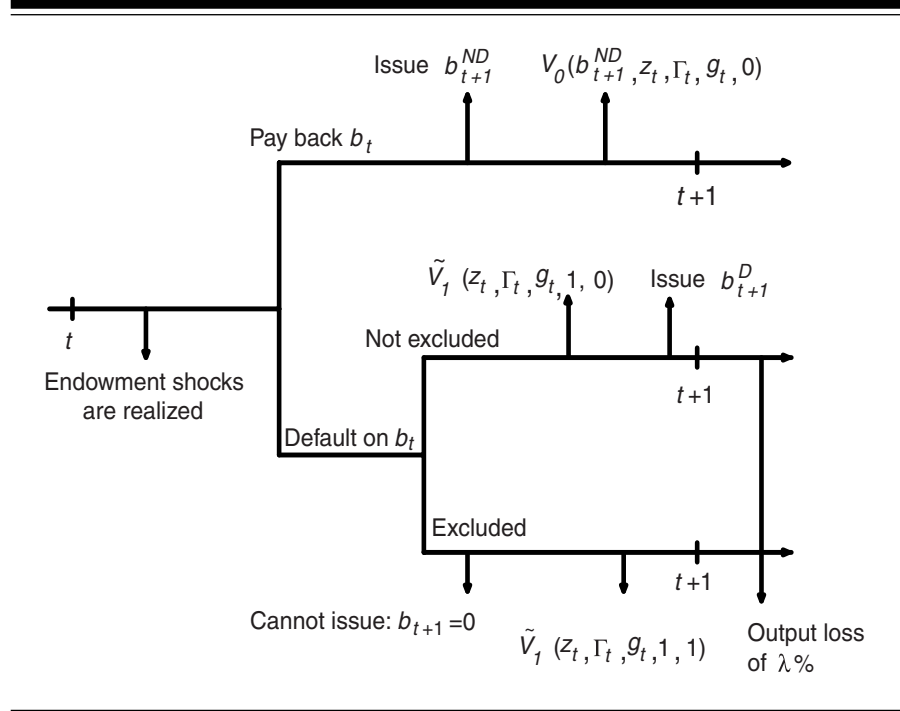 Issue b^{ND}_{t+1}
V_0(b^{ND}_{t+1}, z_t, Γ_t, g_t, 0)
Pay back b_t
t+1
Ṽ_1 (z_t, Γ_t, g_t, 1, 0)
Issue b^D_{t+1}
t
Not excluded
Endowment shocks
are realized
t+1
Default on b_t
Excluded
t+1
Cannot issue: b_{t+1}=0
Ṽ_1 (z_t, Γ_t, g_t, 1, 1)
Output loss
of λ%